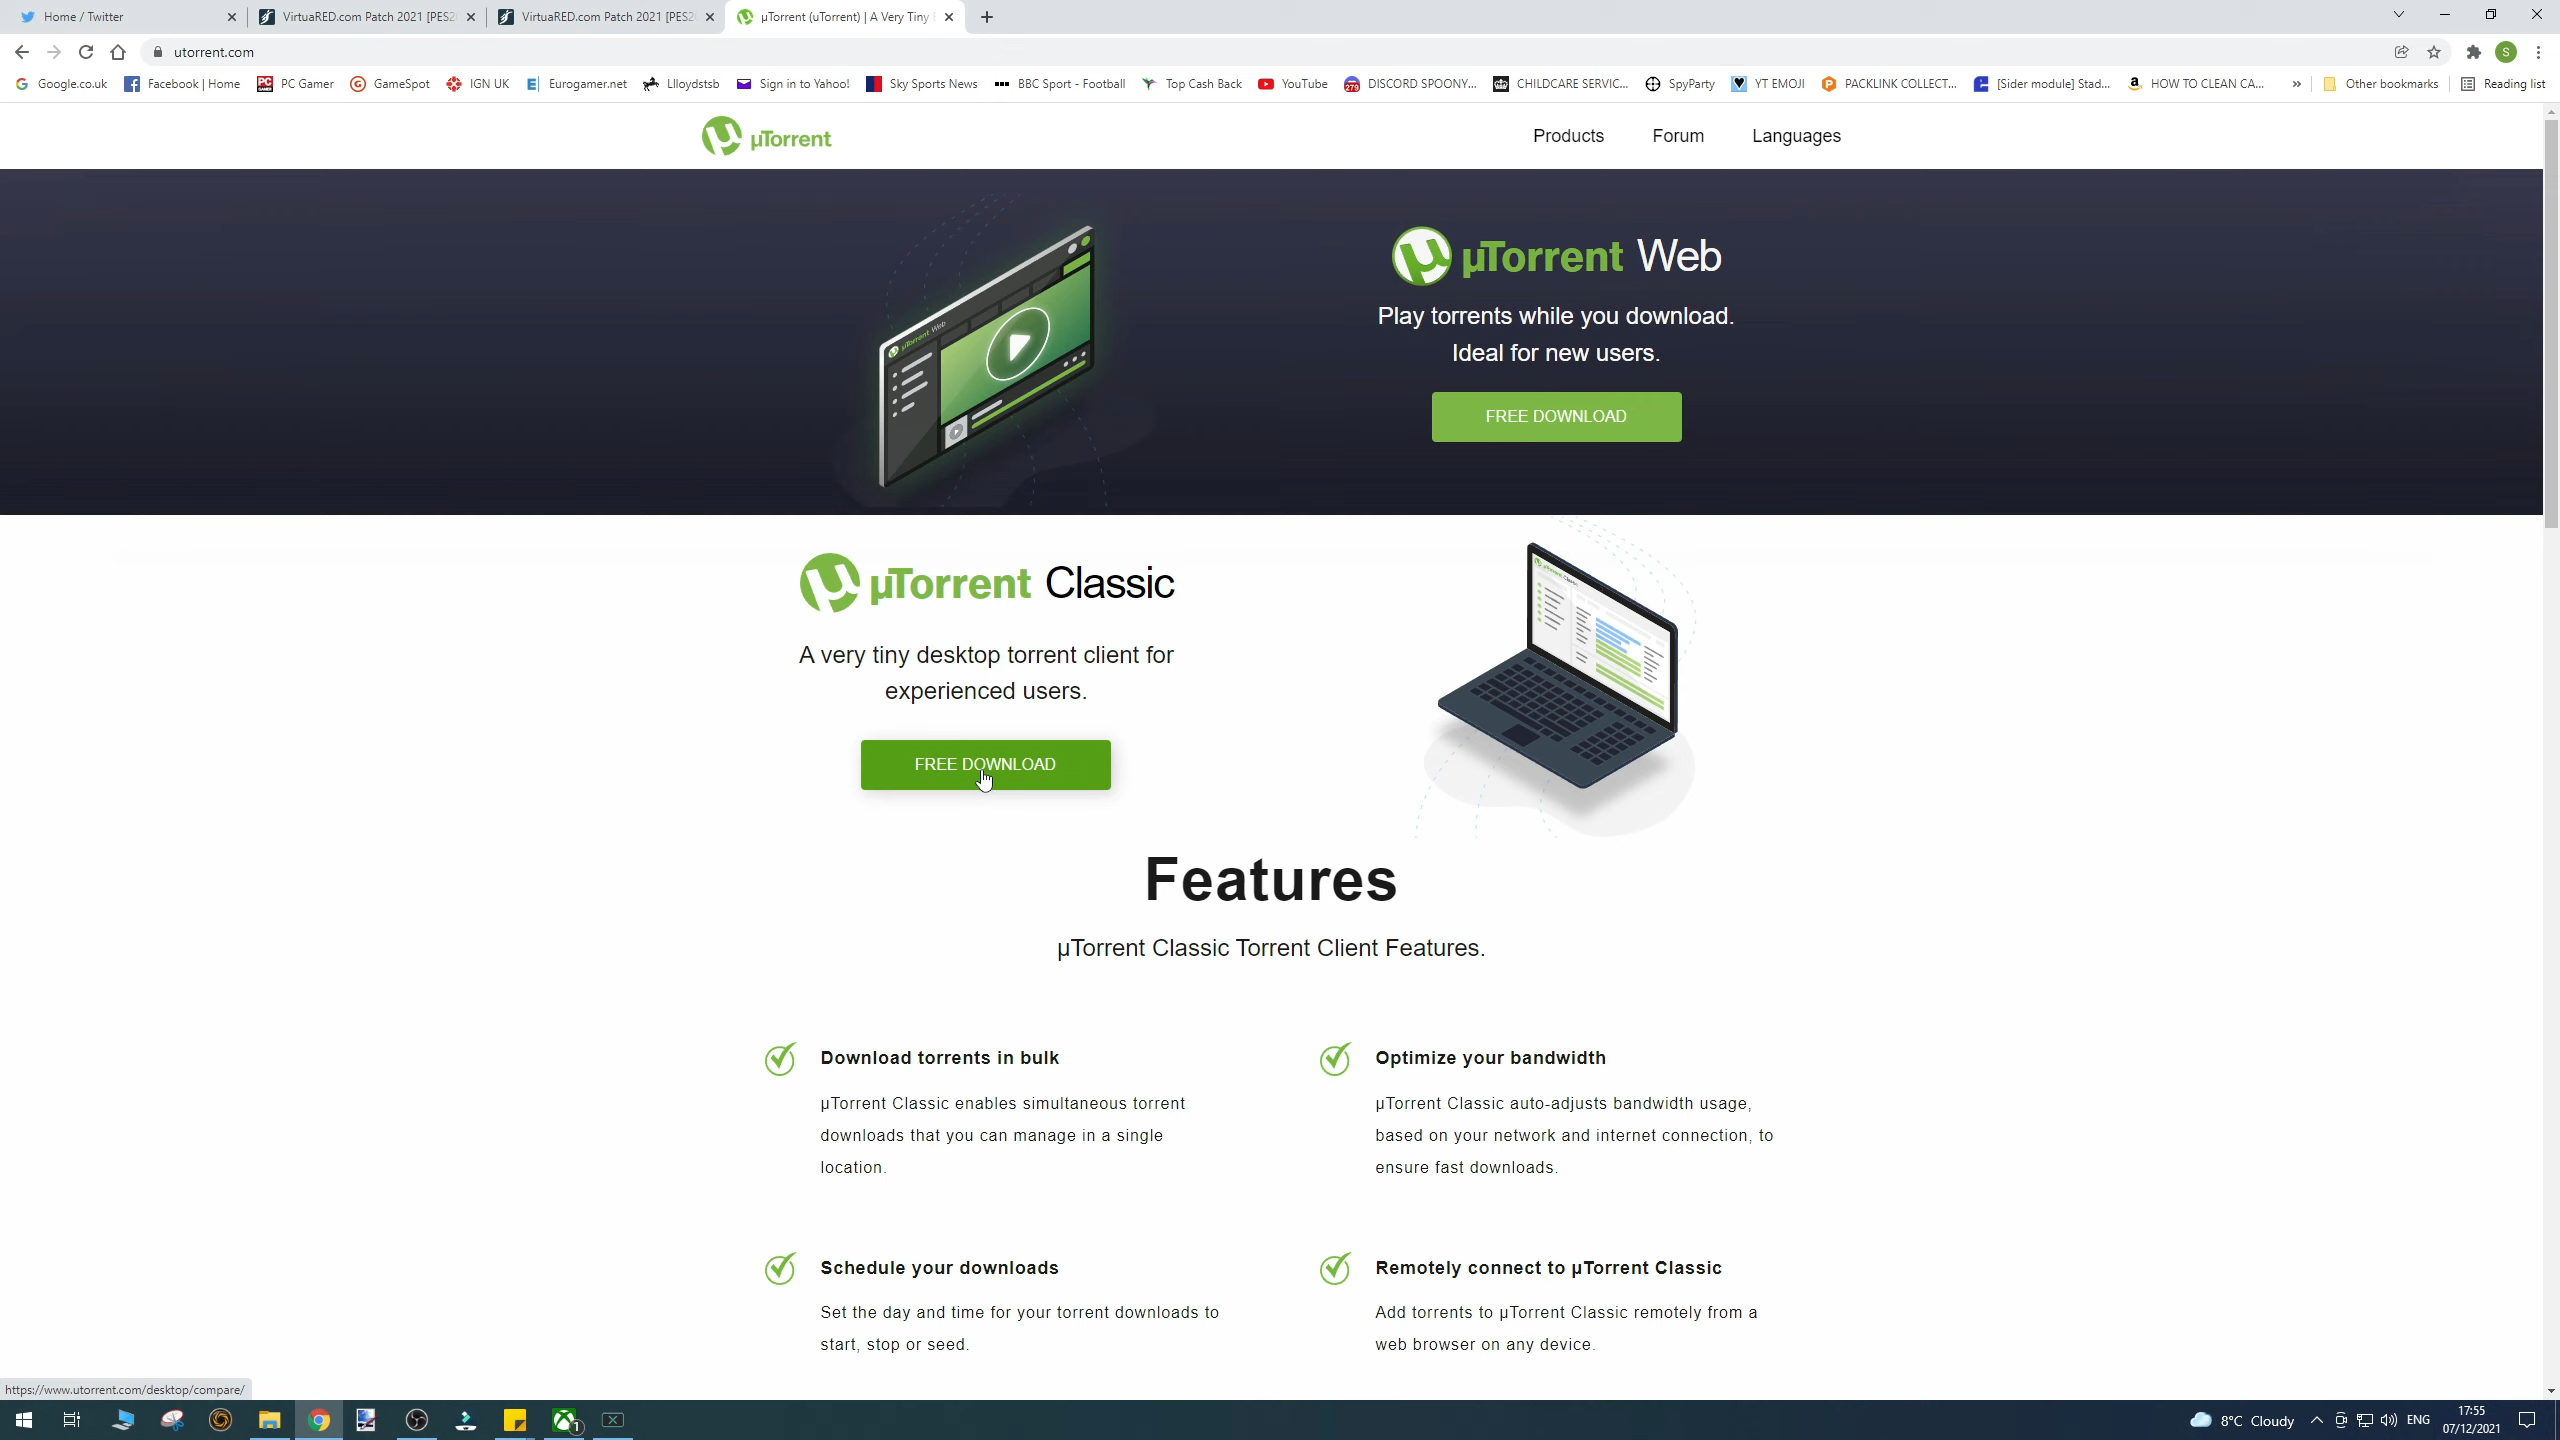 Home / Twitter
VirtuaRED.com Patch 2021 [PES2
VirtuaRED.com Patch 2021 [PES2
µTorrent (uTorrent) | A Very Tiny
utorrent.com
S
Google.co.uk
Facebook | Home
PC Gamer
GameSpot
IGN UK
Eurogamer.net
Llloydstsb
Sign in to Yahoo!
Sky Sports News
BBC Sport - Football
Top Cash Back
YouTube
DISCORD SPOONY...
CHILDCARE SERVIC...
SpyParty
YT EMOJI
PACKLINK COLLECT...
[Sider module] Stad...
HOW TO CLEAN CA...
»
Other bookmarks
Reading list
µTorrent
Products
Forum
Languages
µTorrent Web
Play torrents while you download.
Ideal for new users.
FREE DOWNLOAD
µTorrent Classic
A very tiny desktop torrent client for
experienced users.
FREE DOWNLOAD
Features
µTorrent Classic Torrent Client Features.
Download torrents in bulk
µTorrent Classic enables simultaneous torrent
downloads that you can manage in a single
location.
Optimize your bandwidth
µTorrent Classic auto-adjusts bandwidth usage,
based on your network and internet connection, to
ensure fast downloads.
Schedule your downloads
Set the day and time for your torrent downloads to
start, stop or seed.
Remotely connect to µTorrent Classic
Add torrents to µTorrent Classic remotely from a
web browser on any device.
https://www.utorrent.com/desktop/compare/
1
8°C Cloudy
ENG
17:55
07/12/2021